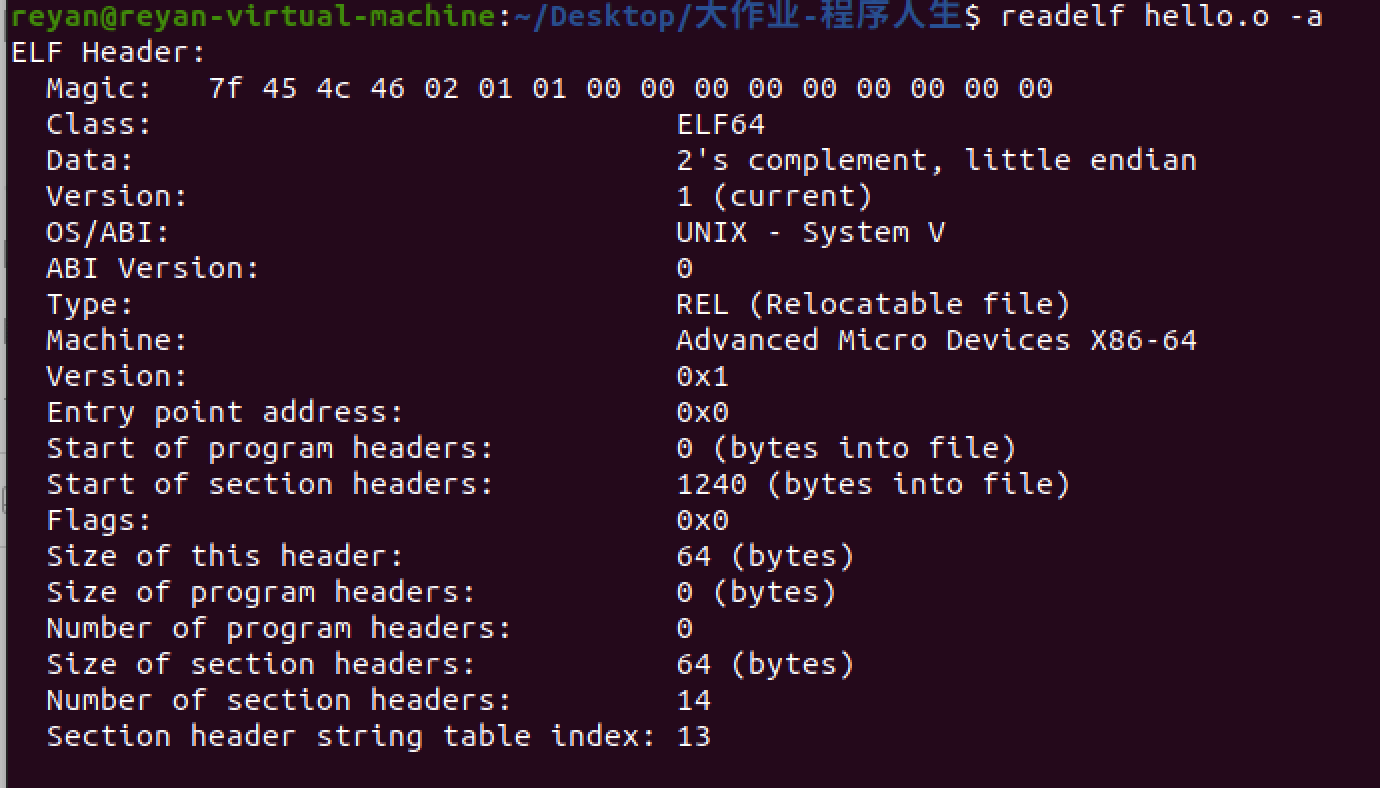 reyan@reyan-virtual-machine:~/Desktop/大作业-程序人生$ readelf hello.o -a
ELF Header:
  Magic:   7f 45 4c 46 02 01 01 00 00 00 00 00 00 00 00 00
  Class:                             ELF64
  Data:                              2's complement, little endian
  Version:                           1 (current)
  OS/ABI:                            UNIX - System V
  ABI Version:                       0
  Type:                              REL (Relocatable file)
  Machine:                           Advanced Micro Devices X86-64
  Version:                           0x1
  Entry point address:               0x0
  Start of program headers:          0 (bytes into file)
  Start of section headers:          1240 (bytes into file)
  Flags:                             0x0
  Size of this header:               64 (bytes)
  Size of program headers:           0 (bytes)
  Number of program headers:         0
  Size of section headers:           64 (bytes)
  Number of section headers:         14
  Section header string table index: 13